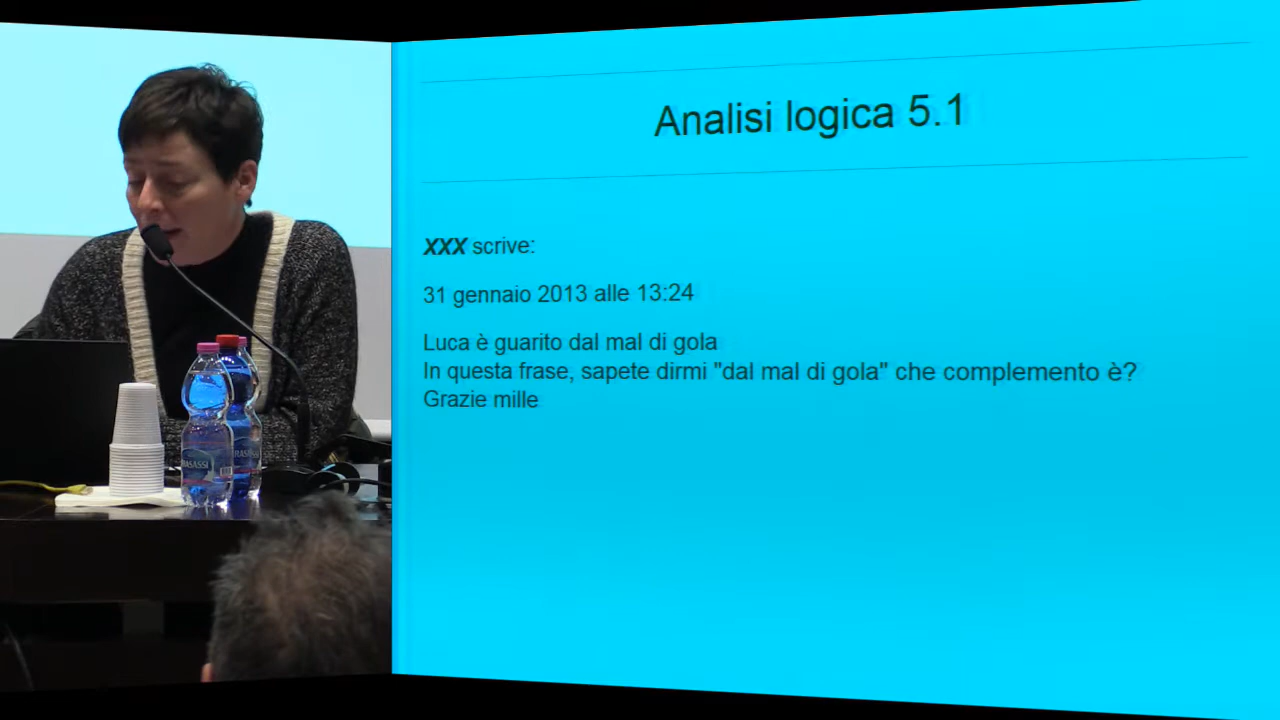 Analisi logica 5.1
XXX scrive:
31 gennaio 2013 alle 13:24
Luca è guarito dal mal di gola
In questa frase, sapete dirmi "dal mal di gola" che complemento è?
Grazie mille